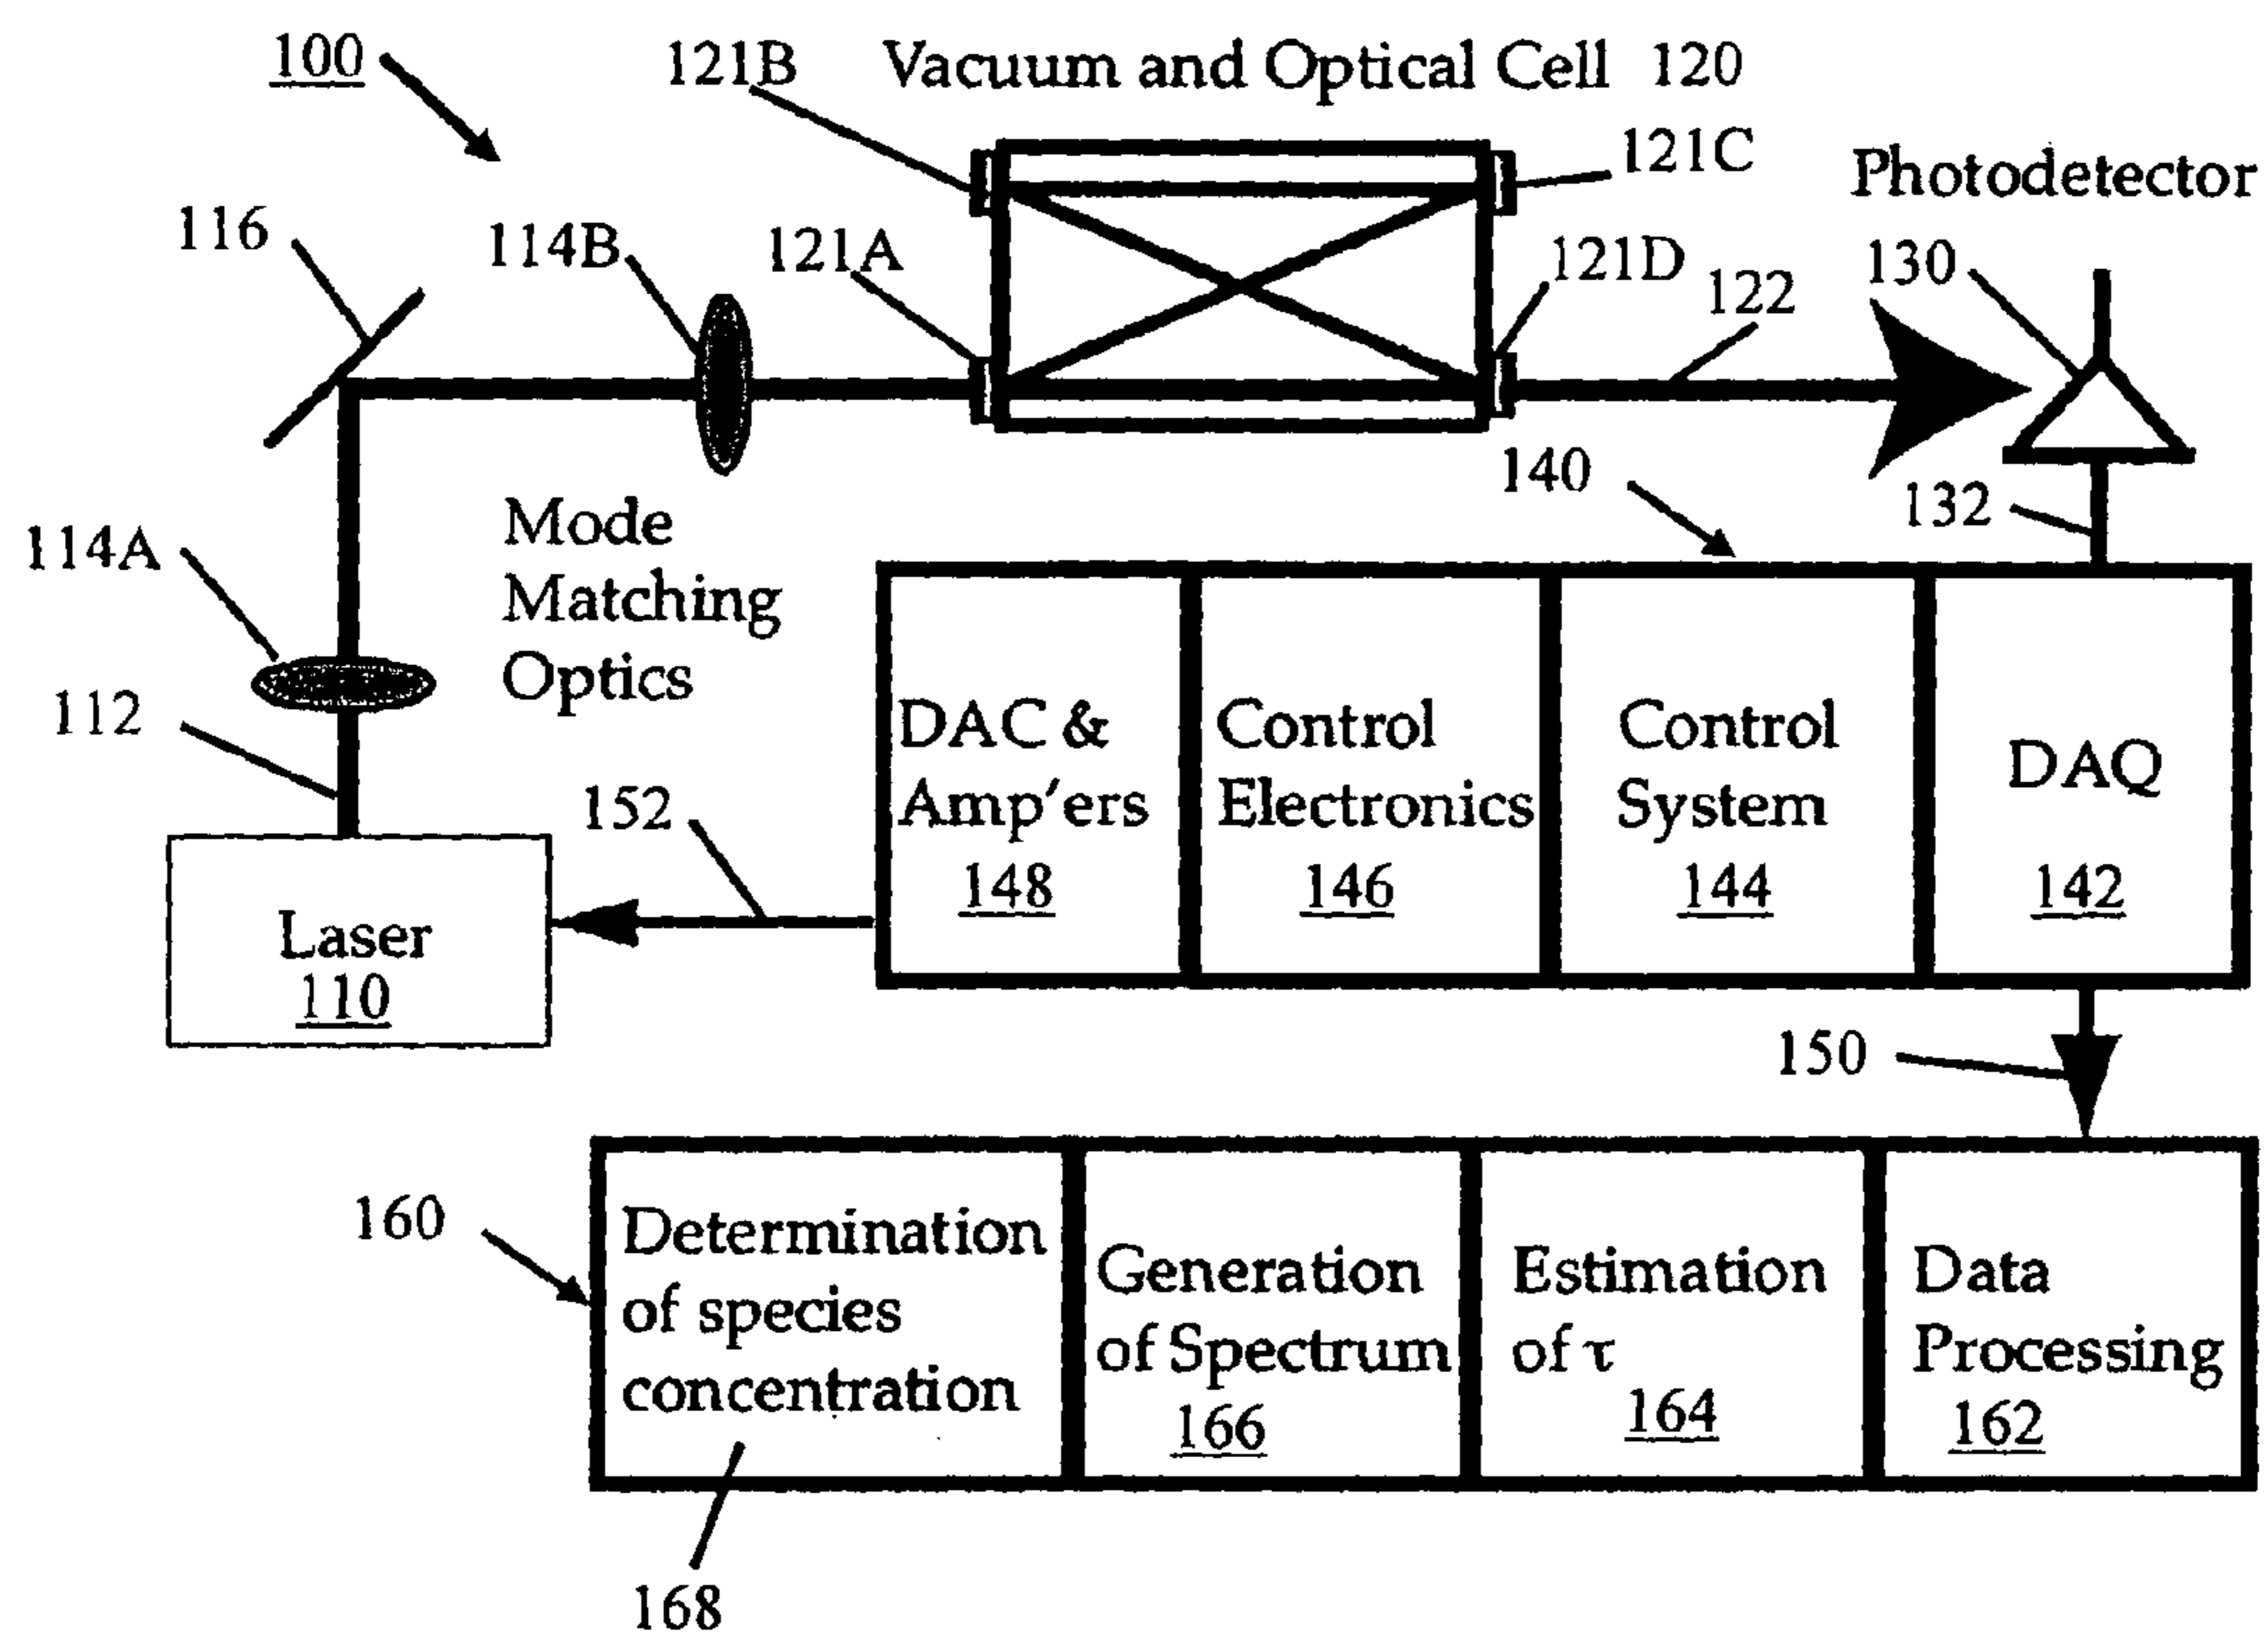 100
121B
Vacuum and Optical Cell 120
121C
Photodetector
116
114B
121A
121D
122
130
Mode
Matching
Optics
140
132
114A
112
152
DAC &
Amp'ers
148
Control
Electronics
146
Control
System
144
DAQ
142
Laser
110
150
160
Determination
of species
concentration
Generation
of Spectrum
166
Estimation
of τ
164
Data
Processing
162
168